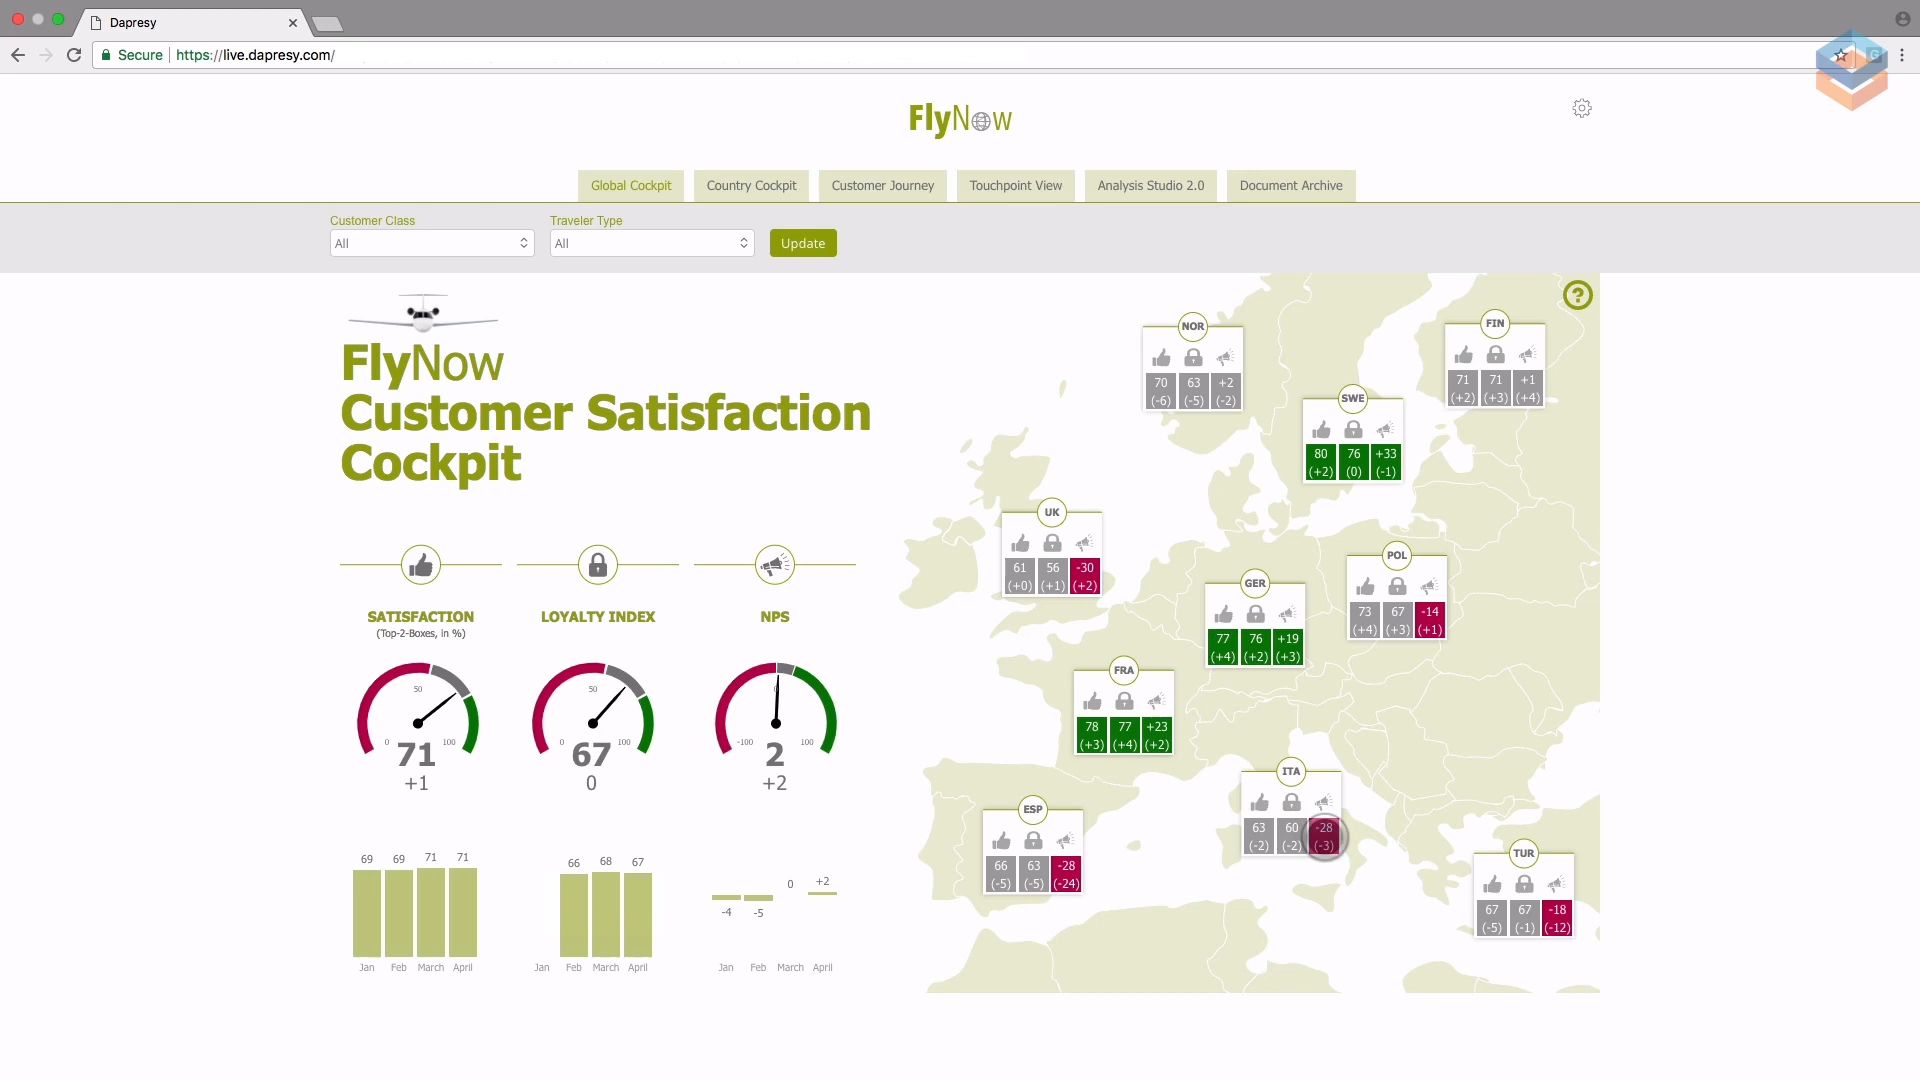 Dapresy
Secure https://live.dapresy.com/
FlyNow
Global Cockpit
Country Cockpit
Customer Journey
Touchpoint View
Analysis Studio 2.0
Document Archive
Customer Class
Traveler Type
All
All
Update
FlyNow
Customer Satisfaction
Cockpit
SATISFACTION
(Top-2-Boxes, in %)
50
0 100
71
+1
69 69 71 71
Jan Feb March April
LOYALTY INDEX
50
0 100
67
0
66 68 67
Jan Feb March April
NPS
0
-100 100
2
+2
-4 -5 0 +2
Jan Feb March April
?
NOR
70 63 +2
(-6) (-5) (-2)
FIN
71 71 +1
(+2) (+3) (+4)
SWE
80 76 +33
(+2) (0) (-1)
UK
61 56 -30
(+0) (+1) (+2)
POL
73 67 -14
(+4) (+3) (+1)
GER
77 76 +19
(+4) (+2) (+3)
FRA
78 77 +23
(+3) (+4) (+2)
ITA
63 60 -28
(-2) (-2) (-3)
ESP
66 63 -28
(-5) (-5) (-24)
TUR
67 67 -18
(-5) (-1) (-12)